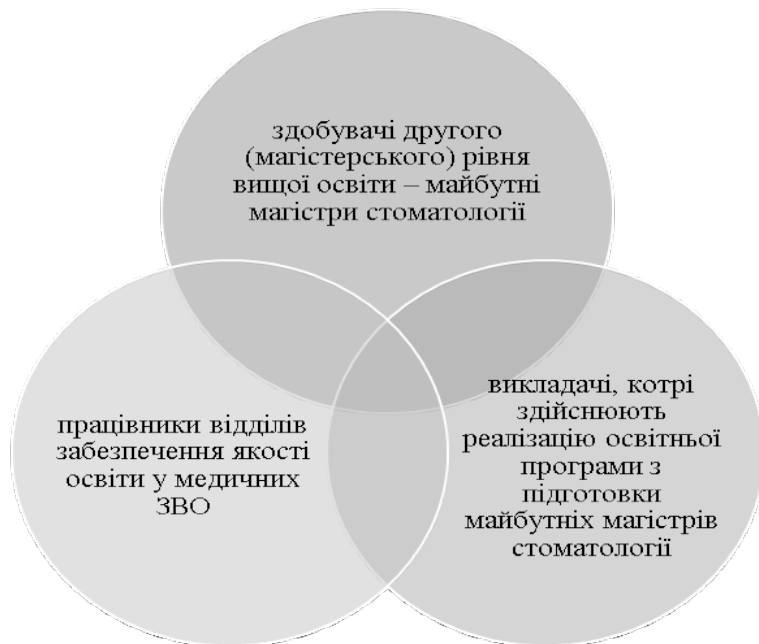 здобувачі другого
(магістерського) рівня
вищої освіти – майбутні
магістри стоматології
працівники відділів
забезпечення якості
освіти у медичних
ЗВО
викладачі, котрі
здійснюють
реалізацію освітньої
програми з
підготовки
майбутніх магістрів
стоматології